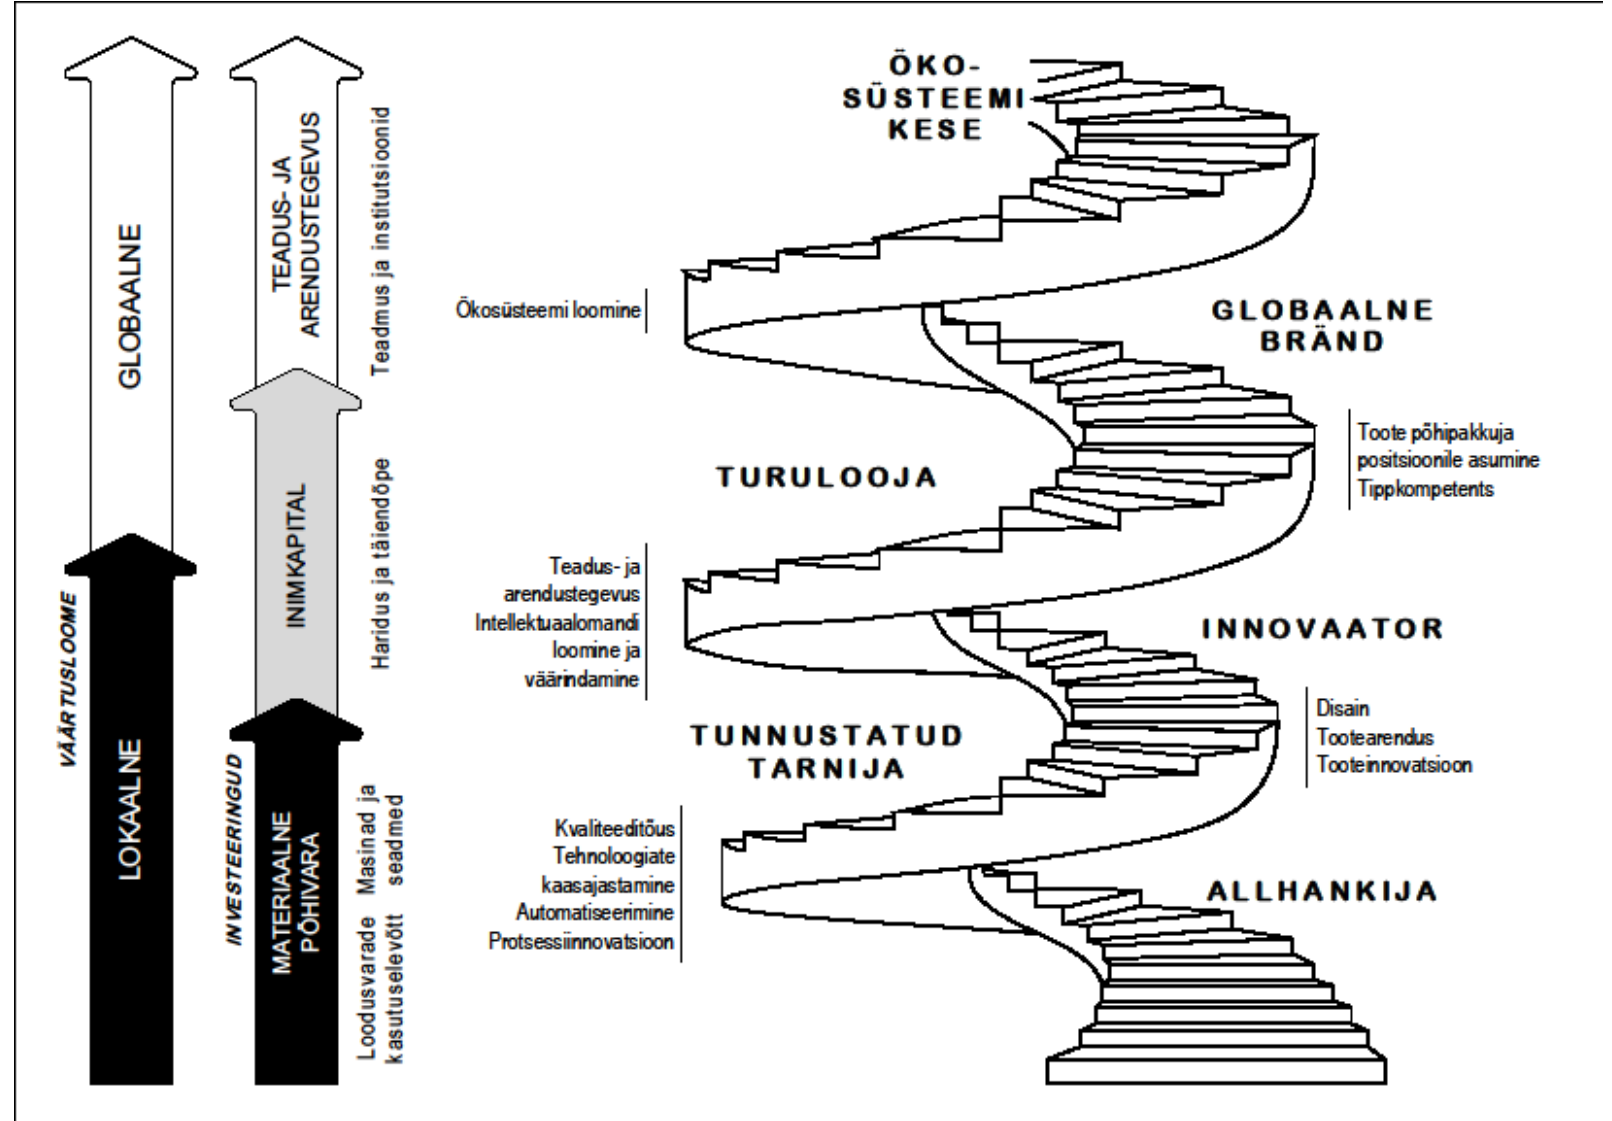 VÄÄRTUSLOOME
GLOBAALNE
LOKAALNE
INVESTEERINGUD
TEADUS- JA
ARENDUSTEGEVUS
Teadmus ja institutsioonid
INIMKAPITAL
Haridus ja täiendõpe
MATERIAALNE
PÕHIVARA
Loodusvarade
kasutuselevõtt
Masinad ja
seadmed
ÖKO-
SÜSTEEMI
KESE
Ökosüsteemi loomine
GLOBAALNE
BRÄND
Toote põhipakkuja
positsioonile asumine
Tippkompetents
TURULOOJA
Teadus- ja
arendustegevus
Intellektuaalomandi
loomine ja
väärindamine
INNOVAATOR
Disain
Tootearendus
Tooteinnovatsioon
TUNNUSTATUD
TARNIJA
Kvaliteeditõus
Tehnoloogiate
kaasajastamine
Automatiseerimine
Protsessiinnovatsioon
ALLHANKIJA